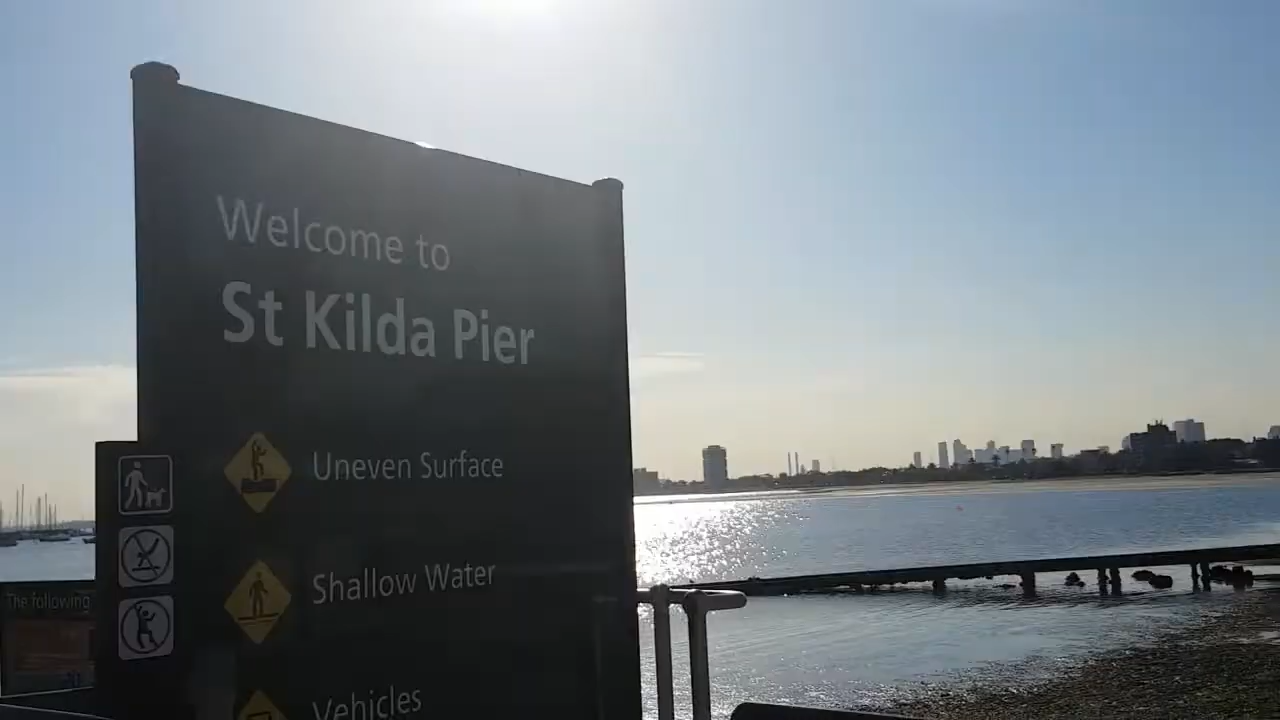 Welcome to
St Kilda Pier
Uneven Surface
Shallow Water
Vehicles
The following